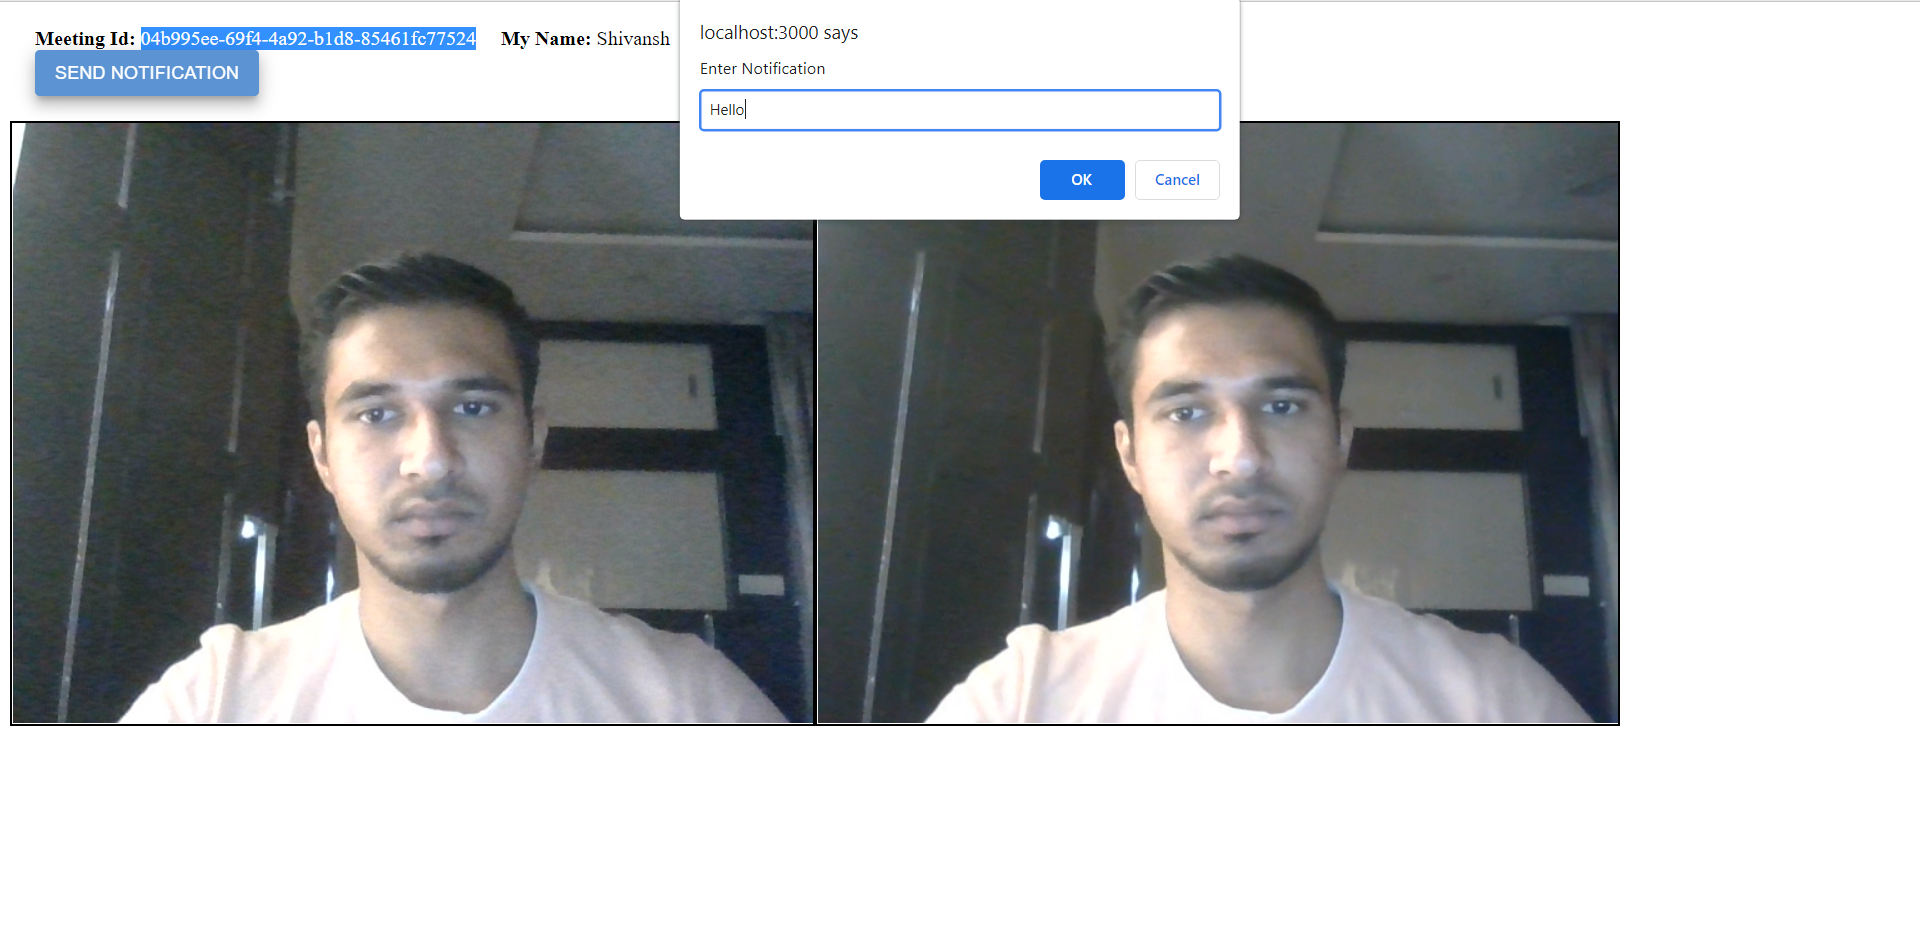 Meeting Id: 04b995ee-69f4-4a92-b1d8-85461fc77524 My Name: Shivansh
SEND NOTIFICATION
localhost:3000 says
Enter Notification
Hello
OK Cancel